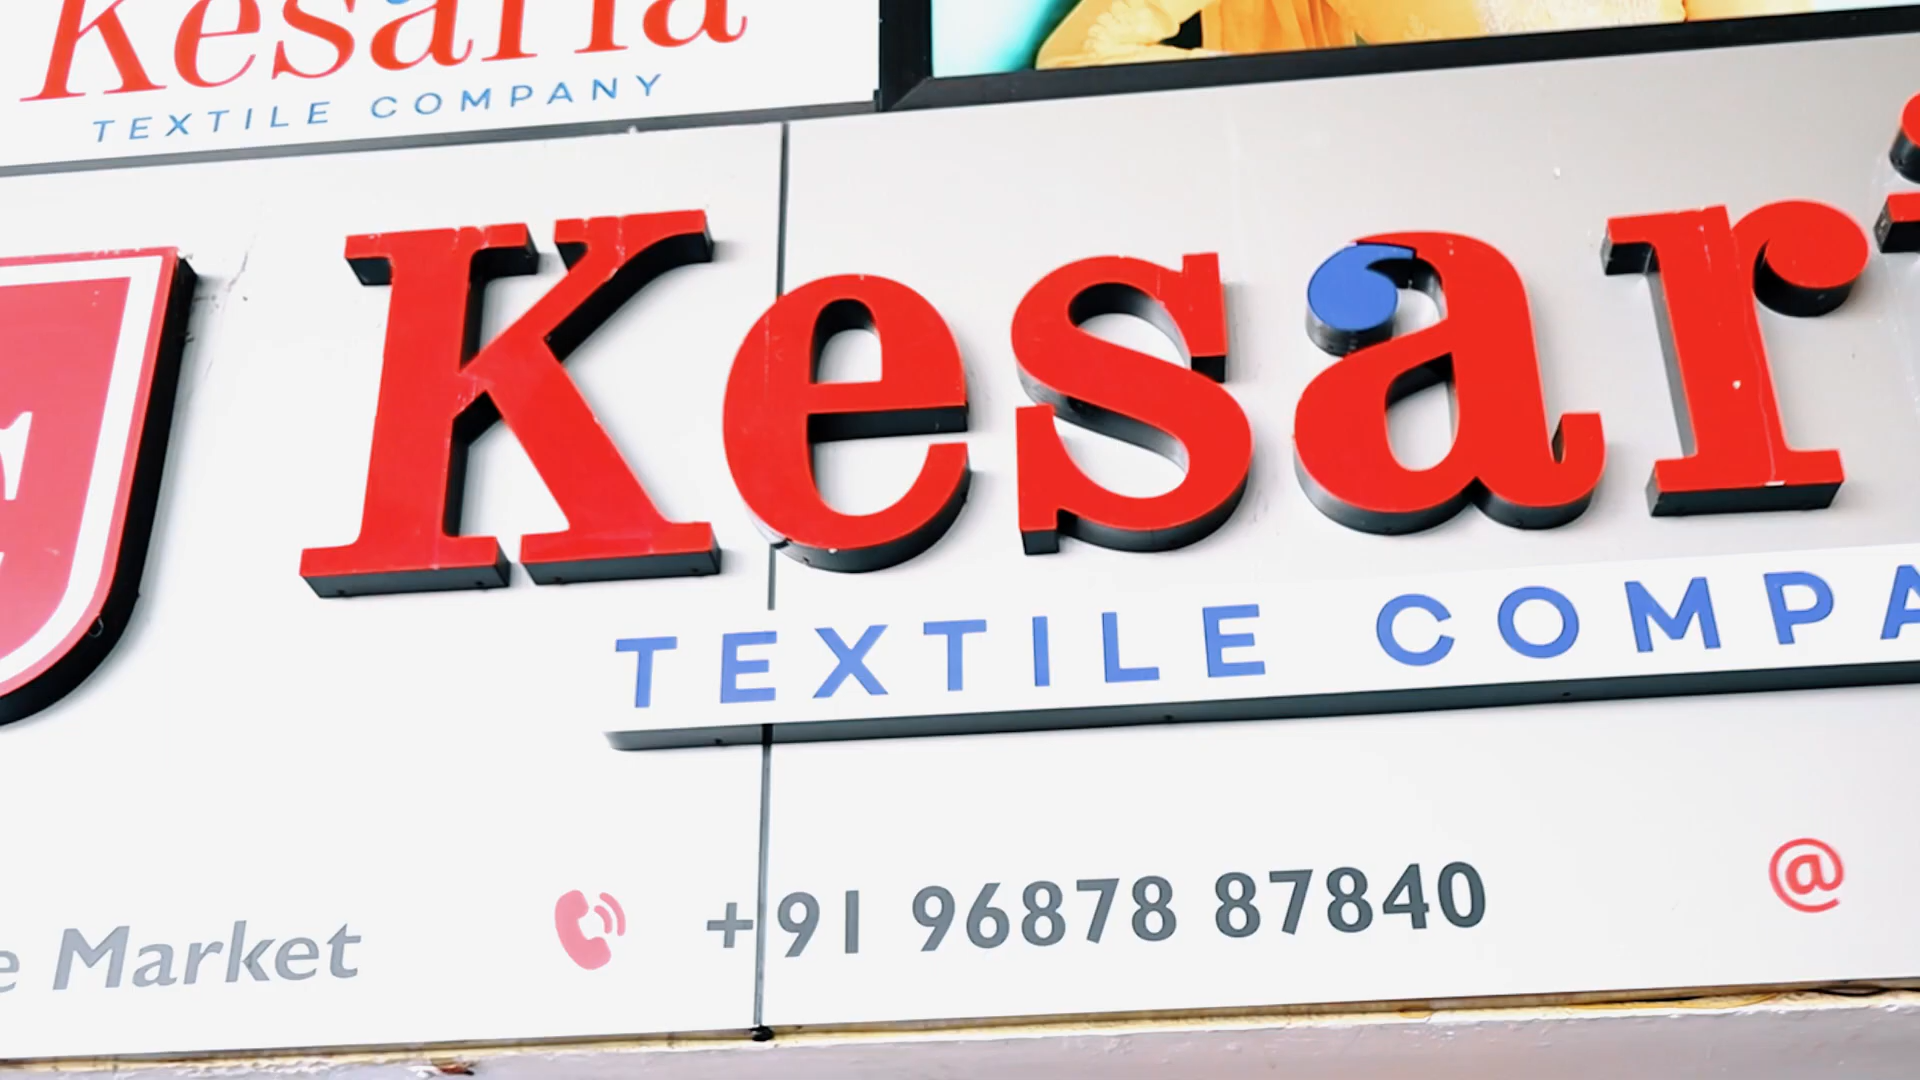 Kesaria
TEXTILE COMPANY
Kesari
TEXTILE COMPA
Market
+91 96878 87840
@